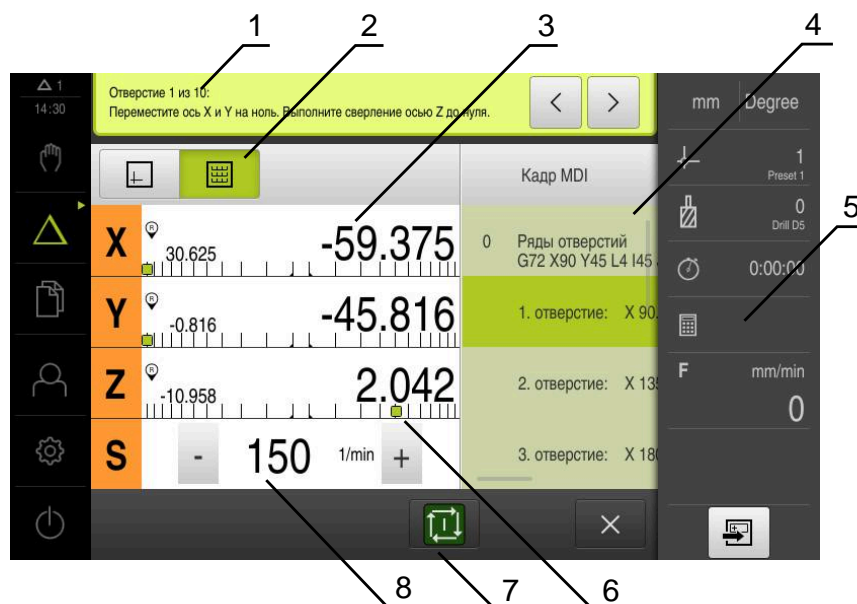 1 2 3 4
1
14:30
Отверстие 1 из 10:
Переместите ось X и Y на ноль. Выполните сверление осью Z до нуля.
< >
mm Degree
Кадр MDI
1
Preset 1
X R 30.625 -59.375
0 Ряды отверстий
G72 X90 Y45 L4 I45
0
Drill D5
5
0:00:00
Y R -0.816 -45.816
1. отверстие: X 90.
Z R -10.958 2.042
2. отверстие: X 135
F mm/min
0
S - 150 1/min +
3. отверстие: X 180
8 7 6